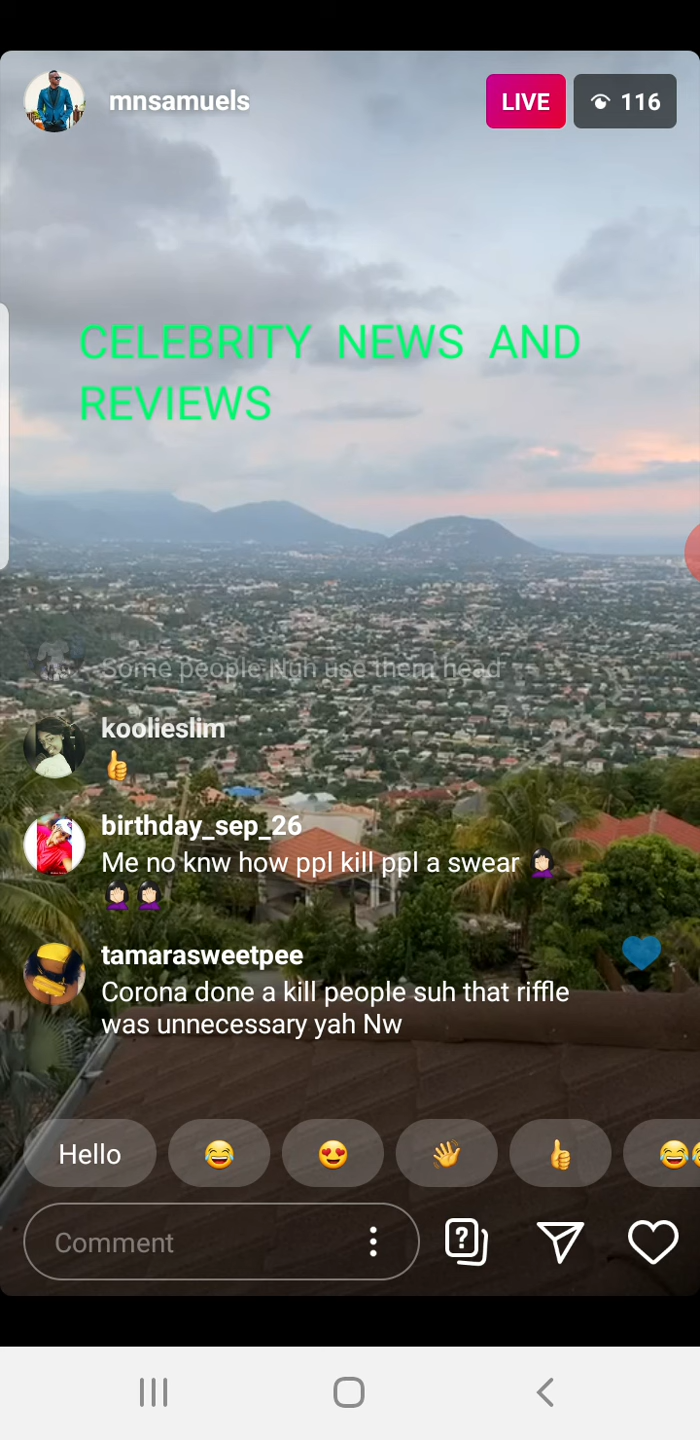 mnsamuels
LIVE
116
CELEBRITY NEWS AND
REVIEWS
Some people Nuh use them head
koolieslim
👍
birthday_sep_26
Me no knw how ppl kill ppl a swear 🤦🏻‍♀️
🤦🏻‍♀️🤦🏻‍♀️
tamarasweetpee
Corona done a kill people suh that riffle
was unnecessary yah Nw
Hello 😂 😍 👋 👍 😂
Comment